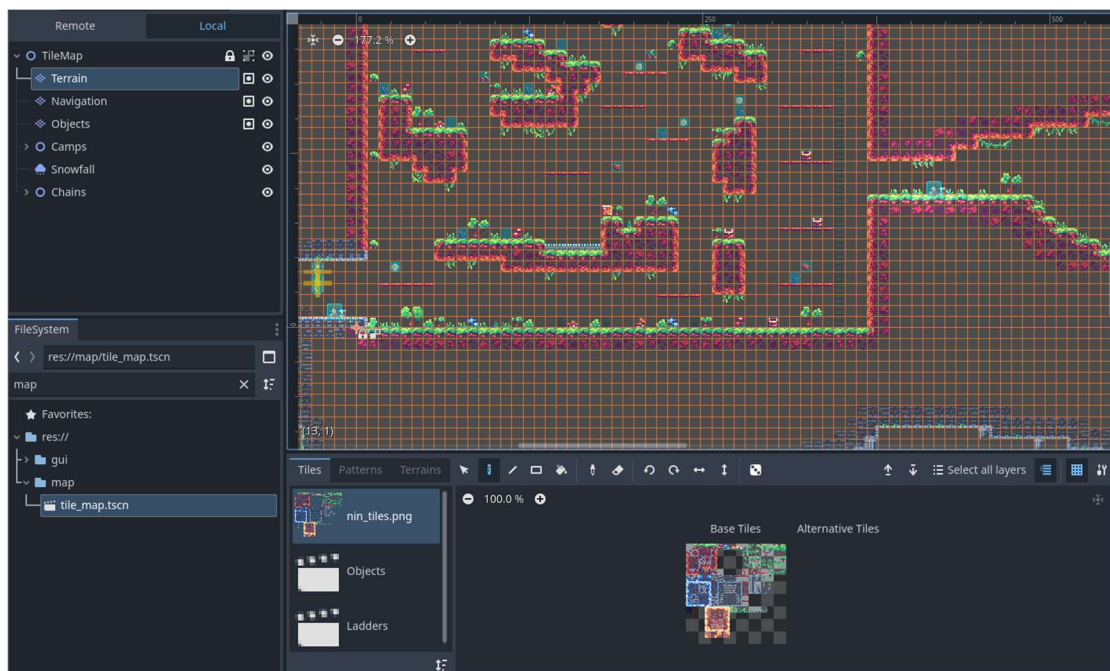 Remote Local
TileMap
Terrain
Navigation
Objects
Camps
Snowfall
Chains
FileSystem
res://map/tile_map.tscn
map
Favorites:
res://
gui
map
tile_map.tscn
0 250 500
177.2 %
0
(13, 1)
Tiles Patterns Terrains
Select all layers
nin_tiles.png
Objects
Ladders
100.0 %
Base Tiles Alternative Tiles